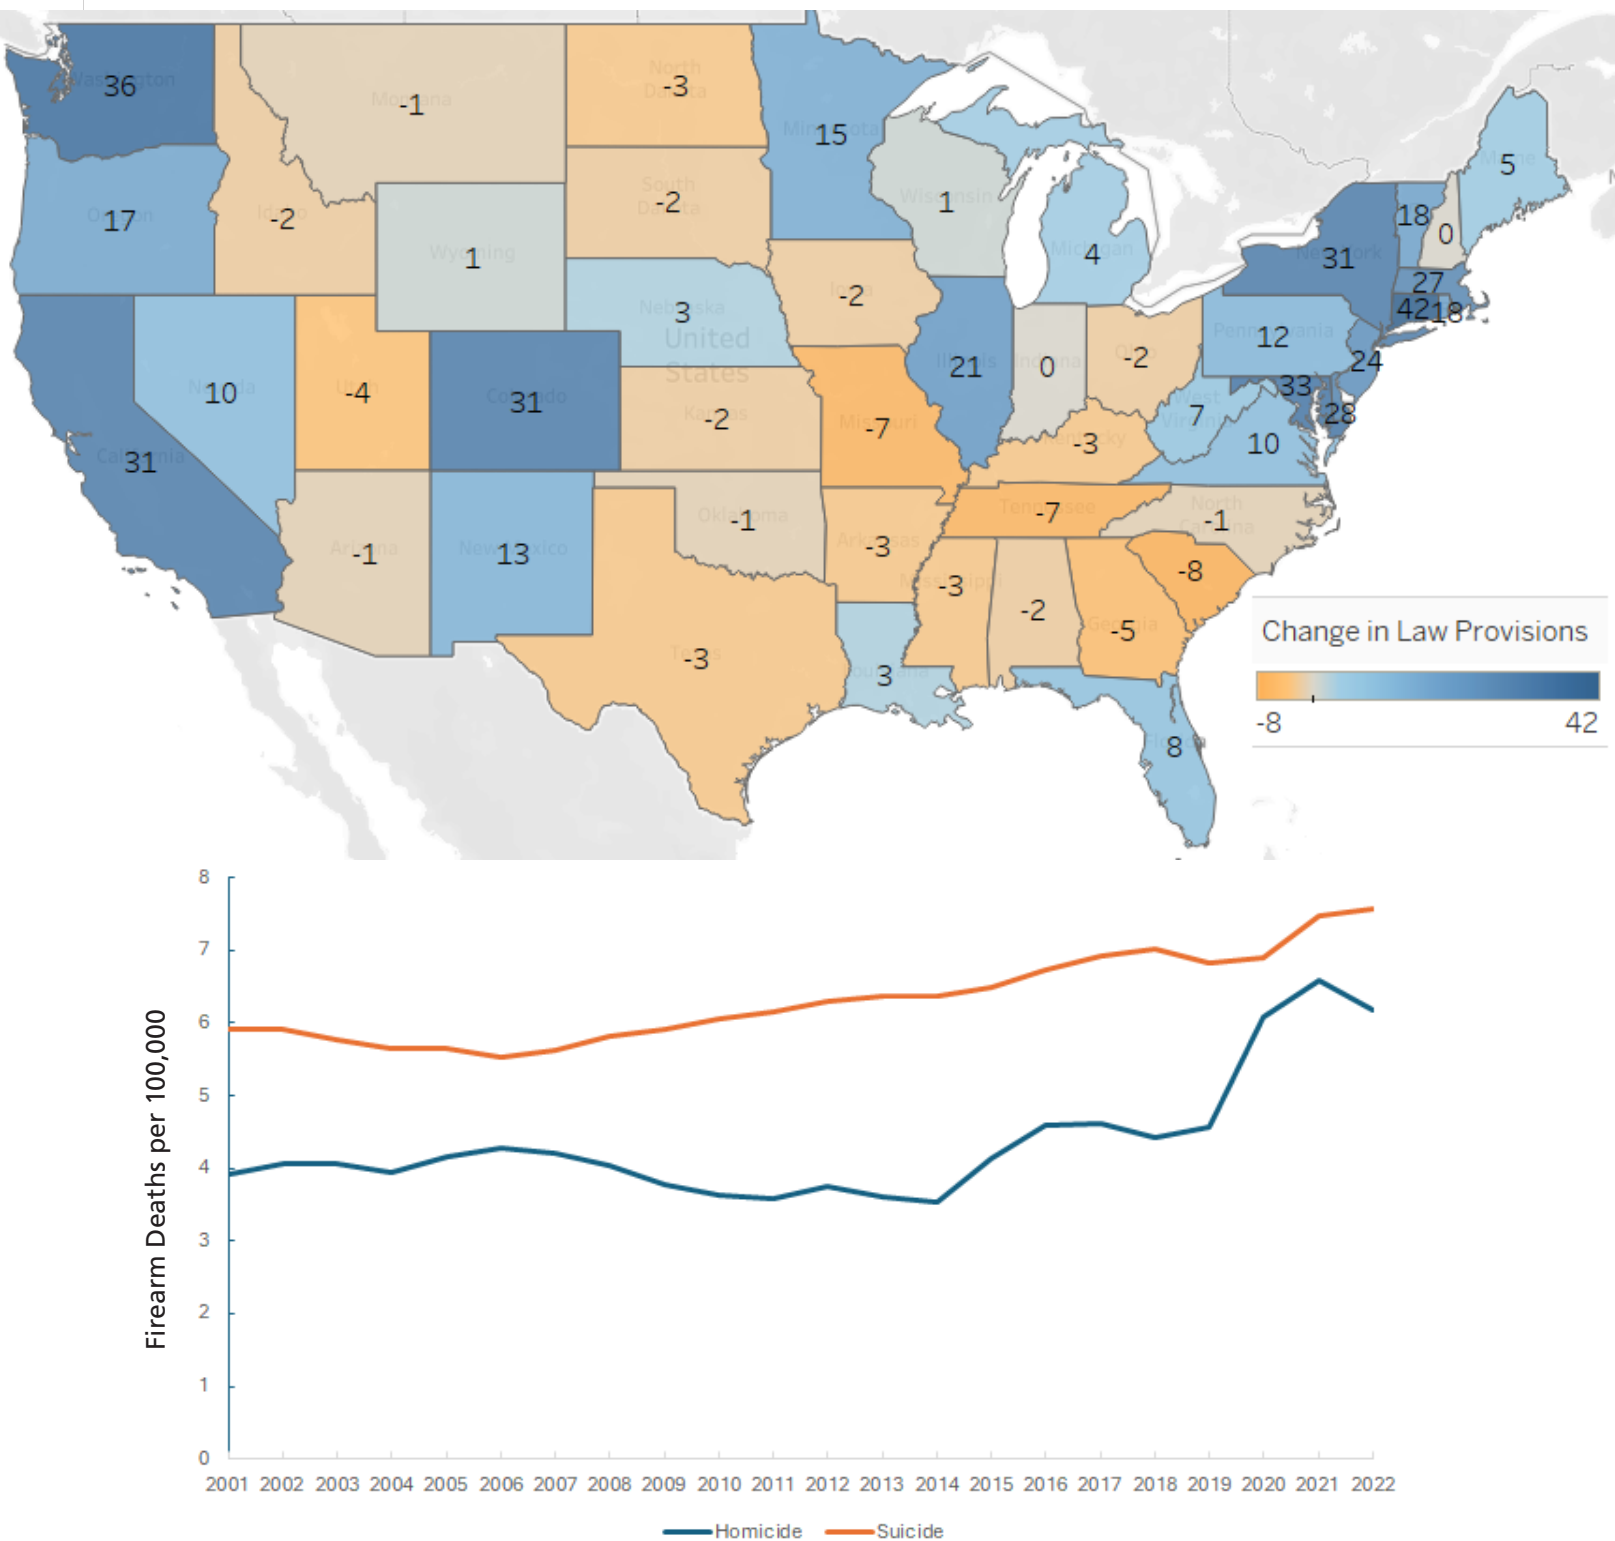 Washington
36
Montana
-1
North
Dakota
-3
Minnesota
15
Oregon
17
Idaho
-2
Wyoming
1
South
Dakota
-2
Wisconsin
1
Michigan
4
Maine
5
18
0
New York
31
27
42
18
Nebraska
3
Iowa
-2
United
States
California
31
Nevada
10
Utah
-4
Colorado
31
Kansas
-2
Missouri
-7
Illinois
21
Indiana
0
Ohio
-2
Pennsylvania
12
24
33
28
West
Virginia
7
10
Kentucky
-3
Arizona
-1
New Mexico
13
Oklahoma
-1
Arkansas
-3
Tennessee
-7
North
Carolina
-1
Mississippi
-3
-2
Georgia
-5
-8
Texas
-3
Louisiana
3
Florida
8
Change in Law Provisions
-8
42
Firearm Deaths per 100,000
8
7
6
5
4
3
2
1
0
2001 2002 2003 2004 2005 2006 2007 2008 2009 2010 2011 2012 2013 2014 2015 2016 2017 2018 2019 2020 2021 2022
Homicide Suicide